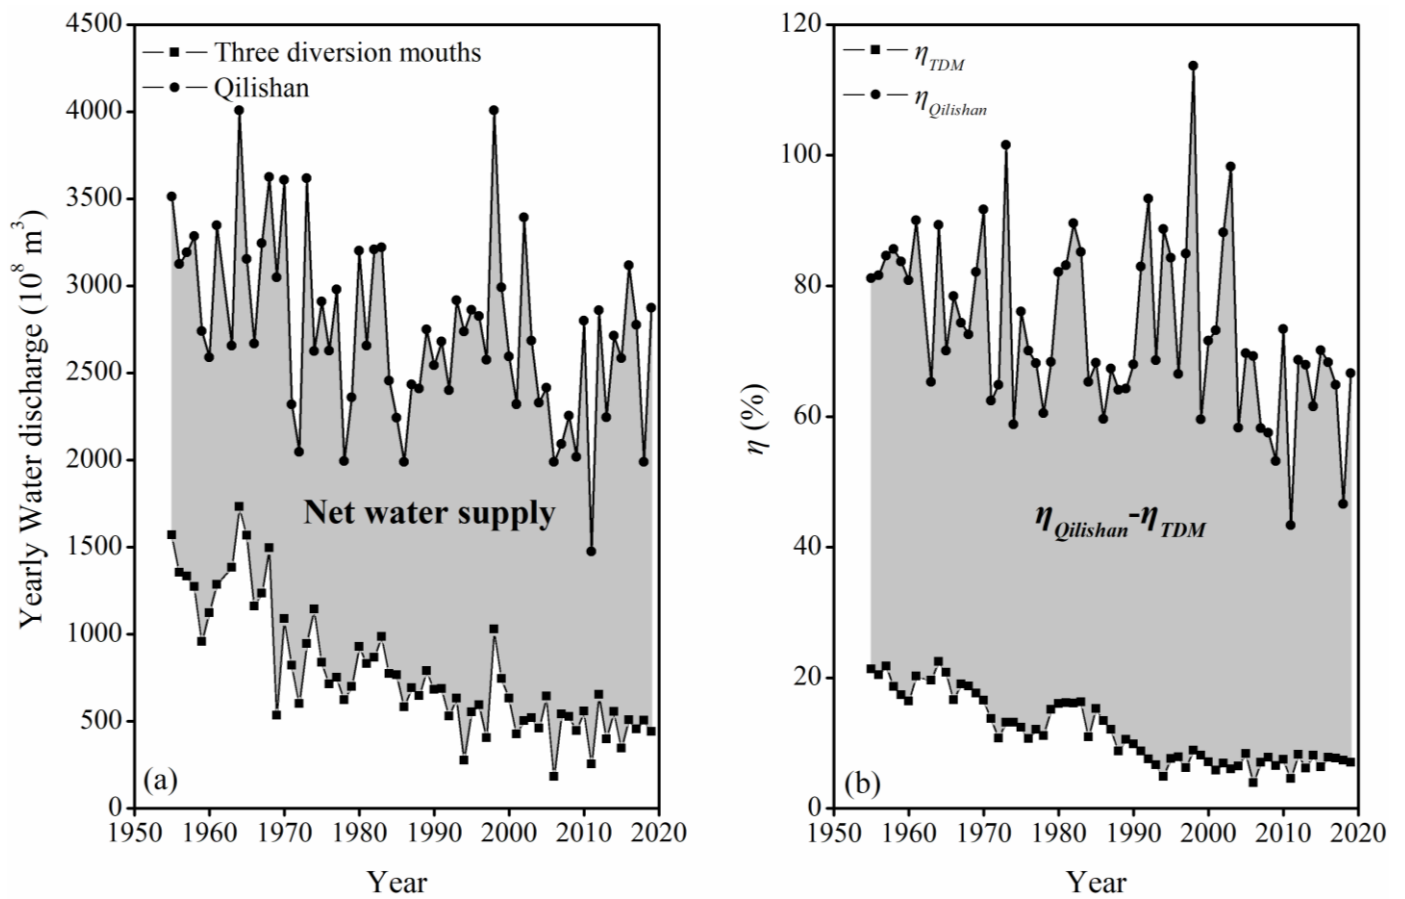 4500
4000
3500
3000
2500
2000
1500
1000
500
0
Yearly Water discharge (10⁸ m³)
Three diversion mouths
Qilishan
Net water supply
(a)
1950 1960 1970 1980 1990 2000 2010 2020
Year
120
100
80
60
40
20
0
η (%)
η_TDM
η_Qilishan
η_Qilishan-η_TDM
(b)
1950 1960 1970 1980 1990 2000 2010 2020
Year